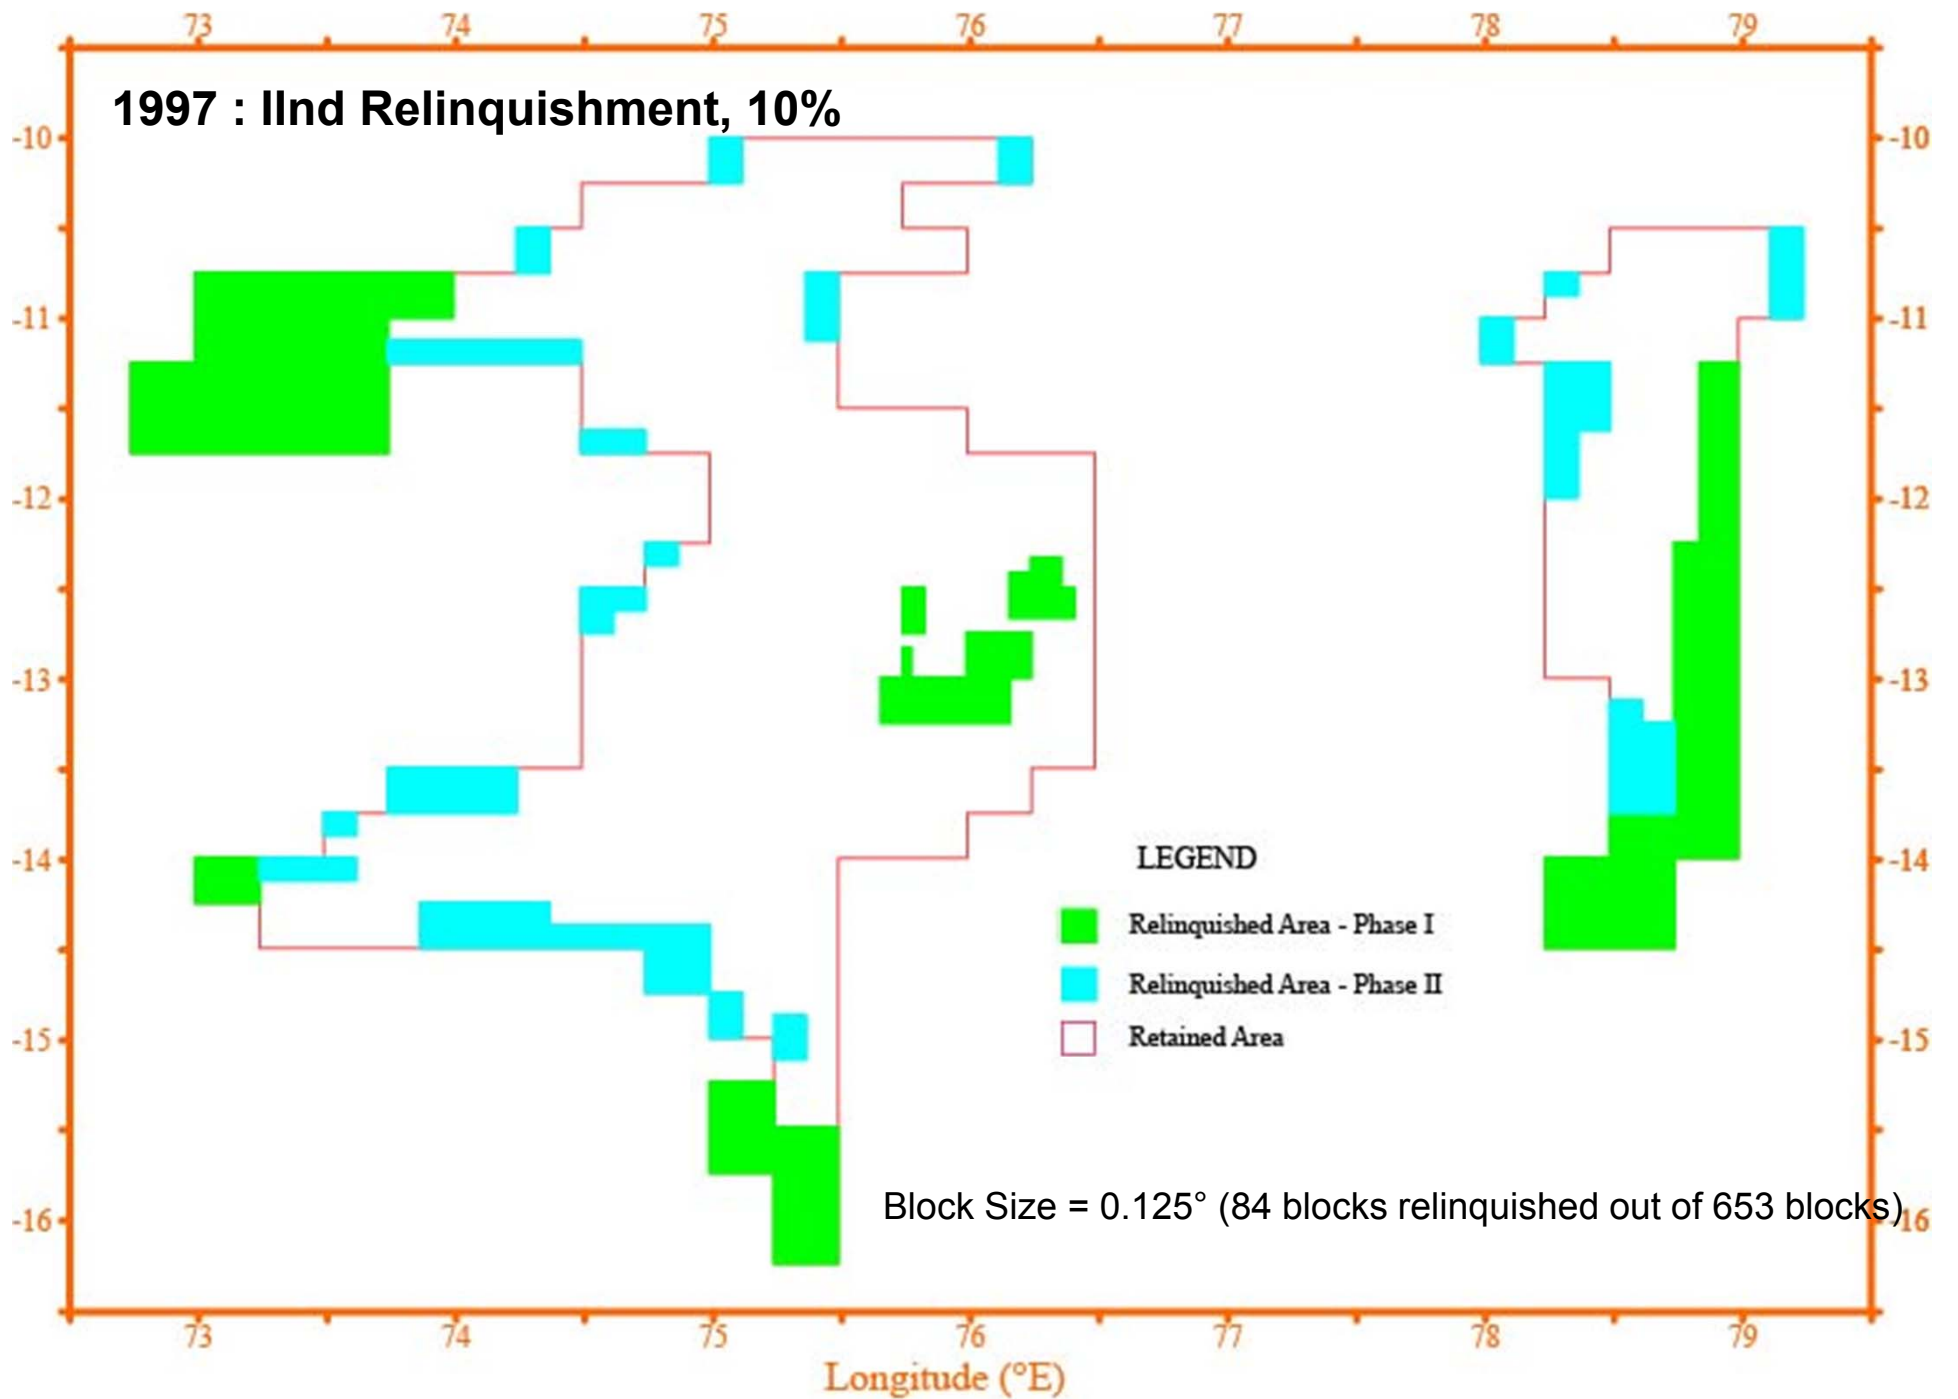 73 74 75 76 77 78 79
1997 : IInd Relinquishment, 10%
-10 -10
-11 -11
-12 -12
-13 -13
-14 -14
LEGEND
Relinquished Area - Phase I
Relinquished Area - Phase II
Retained Area
-15 -15
Block Size = 0.125° (84 blocks relinquished out of 653 blocks)
-16 -16
73 74 75 76 77 78 79
Longitude (°E)